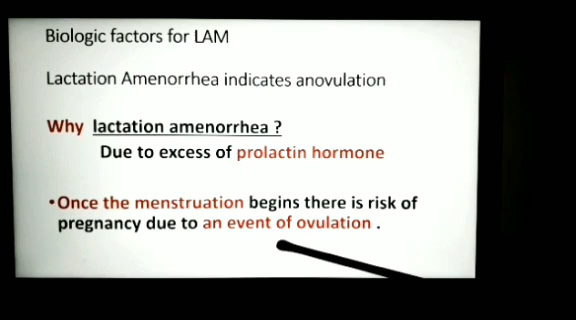 Biologic factors for LAM
Lactation Amenorrhea indicates anovulation
Why lactation amenorrhea ?
Due to excess of prolactin hormone
•Once the menstruation begins there is risk of
pregnancy due to an event of ovulation .